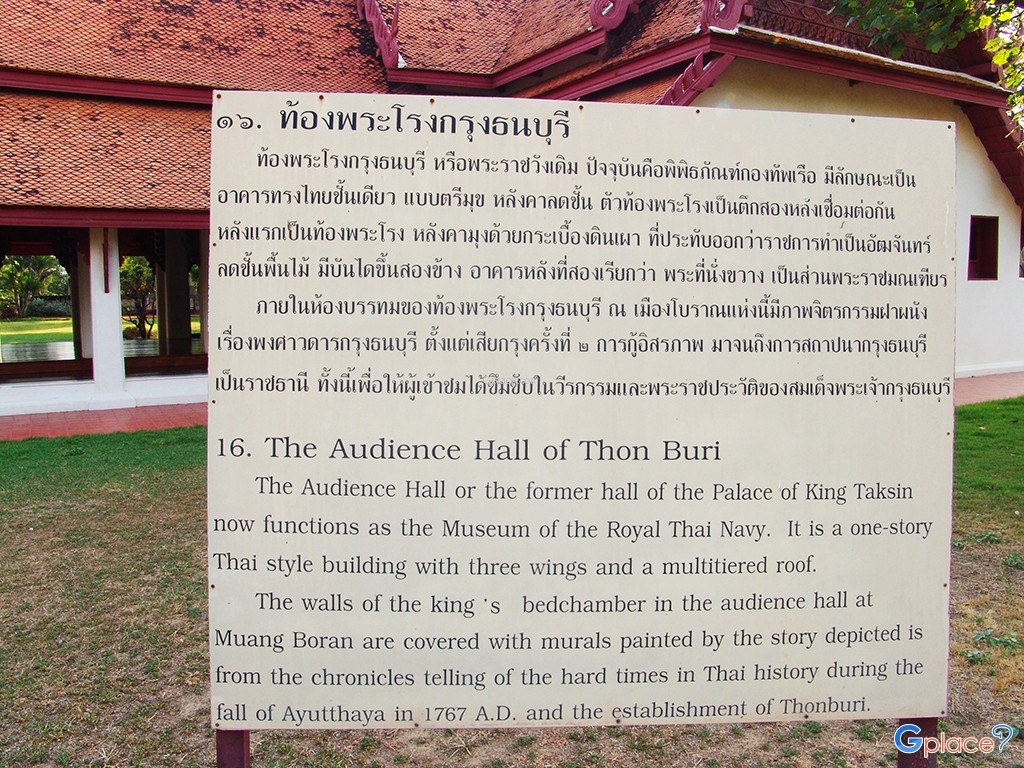 ๑๖. ท้องพระโรงกรุงธนบุรี
ท้องพระโรงกรุงธนบุรี หรือพระราชวังเดิม ปัจจุบันคือพิพิธภัณฑ์กองทัพเรือ มีลักษณะเป็น
อาคารทรงไทยชั้นเดียว แบบตรีมุข หลังคาลดชั้น ตัวท้องพระโรงเป็นตึกสองหลังเชื่อมต่อกัน
หลังแรกเป็นท้องพระโรง หลังคามุงด้วยกระเบื้องดินเผา ที่ประทับออกว่าราชการทำเป็นอัฒจันทร์
ลดชั้นพื้นไม้ มีบันไดขึ้นสองข้าง อาคารหลังที่สองเรียกว่า พระที่นั่งขวาง เป็นส่วนพระราชมณเฑียร
ภายในห้องบรรทมของท้องพระโรงกรุงธนบุรี ณ เมืองโบราณแห่งนี้มีภาพจิตรกรรมฝาผนัง
เรื่องพงศาวดารกรุงธนบุรี ตั้งแต่เสียกรุงครั้งที่ ๒ การกู้อิสรภาพ มาจนถึงการสถาปนากรุงธนบุรี
เป็นราชธานี ทั้งนี้เพื่อให้ผู้เข้าชมได้ซึมซับในวีรกรรมและพระราชประวัติของสมเด็จพระเจ้ากรุงธนบุรี
16. The Audience Hall of Thon Buri
The Audience Hall or the former hall of the Palace of King Taksin
now functions as the Museum of the Royal Thai Navy. It is a one-story
Thai style building with three wings and a multitiered roof.
The walls of the king 's bedchamber in the audience hall at
Muang Boran are covered with murals painted by the story depicted is
from the chronicles telling of the hard times in Thai history during the
fall of Ayutthaya in 1767 A.D. and the establishment of Thonburi.
Gplace